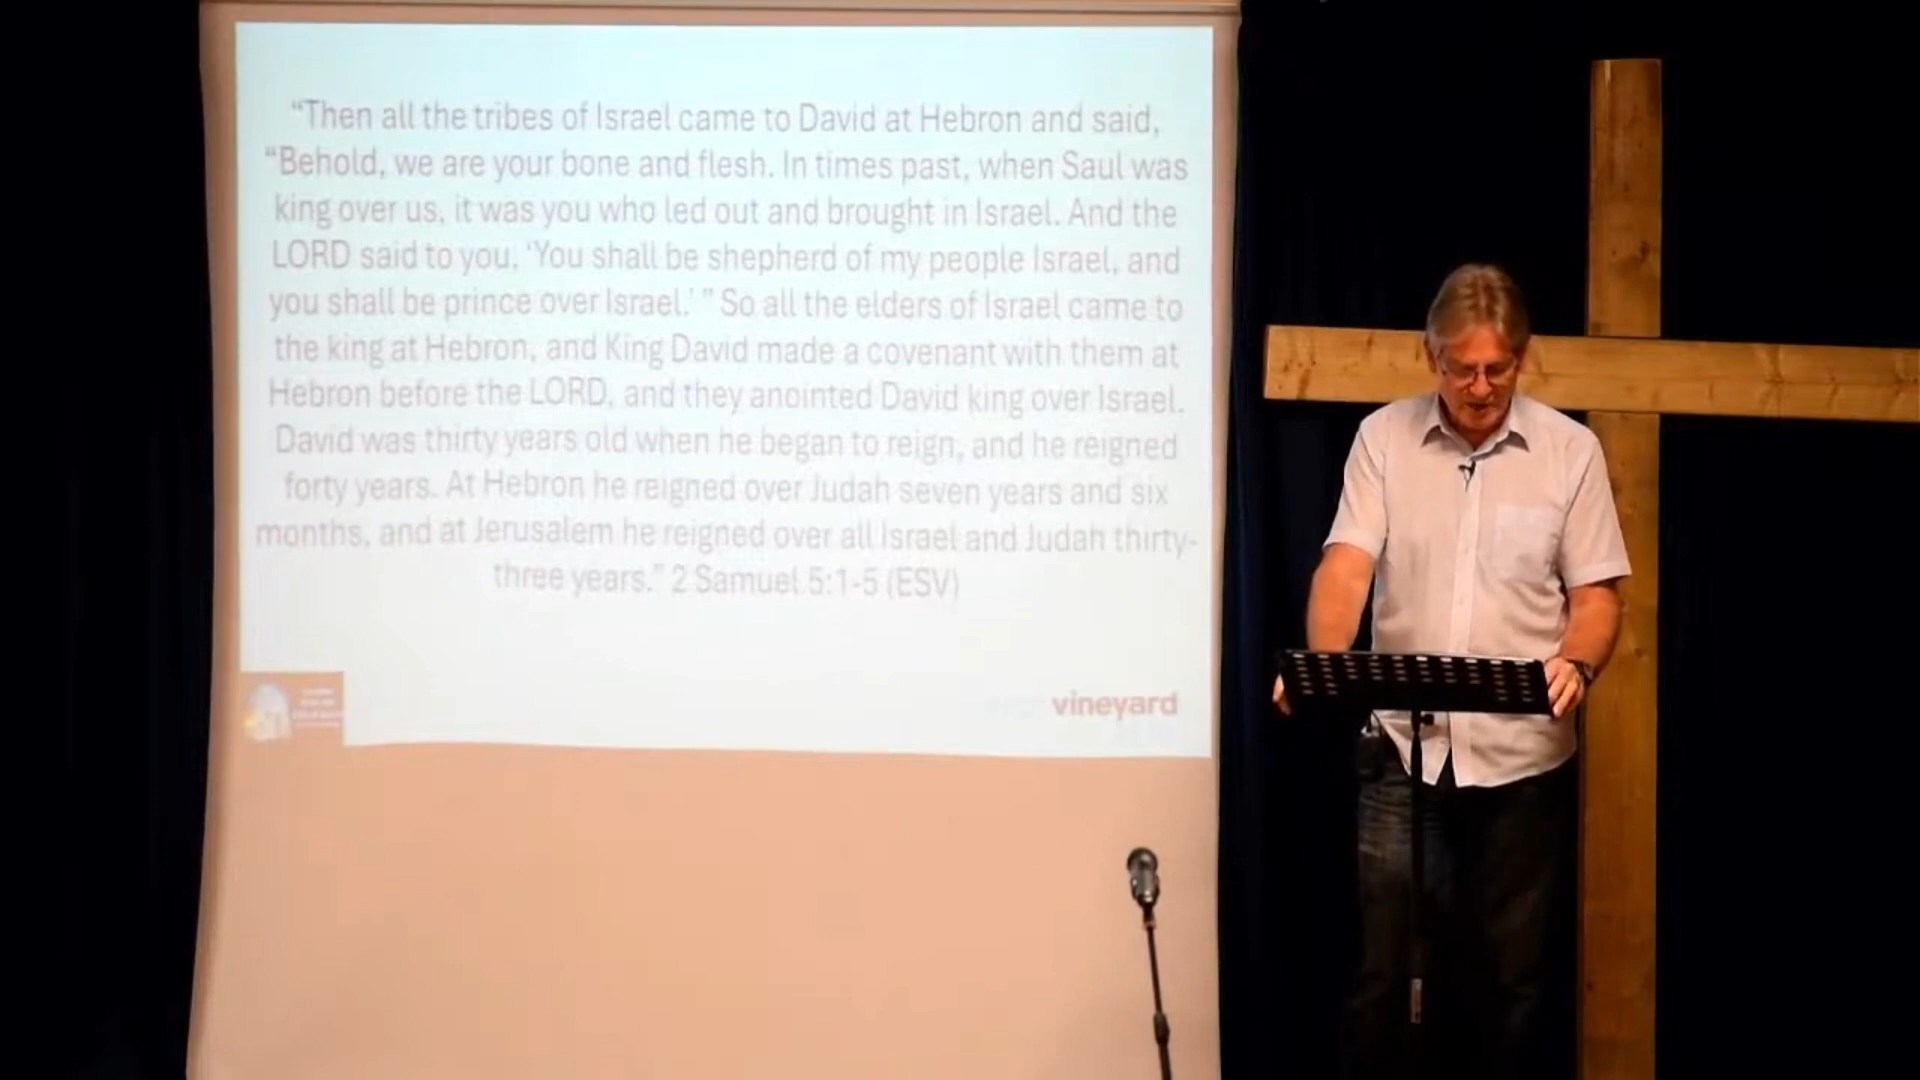 “Then all the tribes of Israel came to David at Hebron and said,
“Behold, we are your bone and flesh. In times past, when Saul was
king over us, it was you who led out and brought in Israel. And the
LORD said to you, ‘You shall be shepherd of my people Israel, and
you shall be prince over Israel.’ ” So all the elders of Israel came to
the king at Hebron, and King David made a covenant with them at
Hebron before the LORD, and they anointed David king over Israel.
David was thirty years old when he began to reign, and he reigned
forty years. At Hebron he reigned over Judah seven years and six
months, and at Jerusalem he reigned over all Israel and Judah thirty-
three years.” 2 Samuel 5:1-5 (ESV)
vineyard